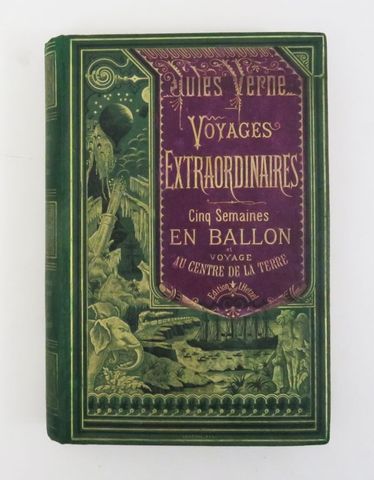 Jules Verne
VOYAGES
EXTRAORDINAIRES
Cinq Semaines
EN BALLON
et
VOYAGE
AU CENTRE DE LA TERRE
Edition J. Hetzel